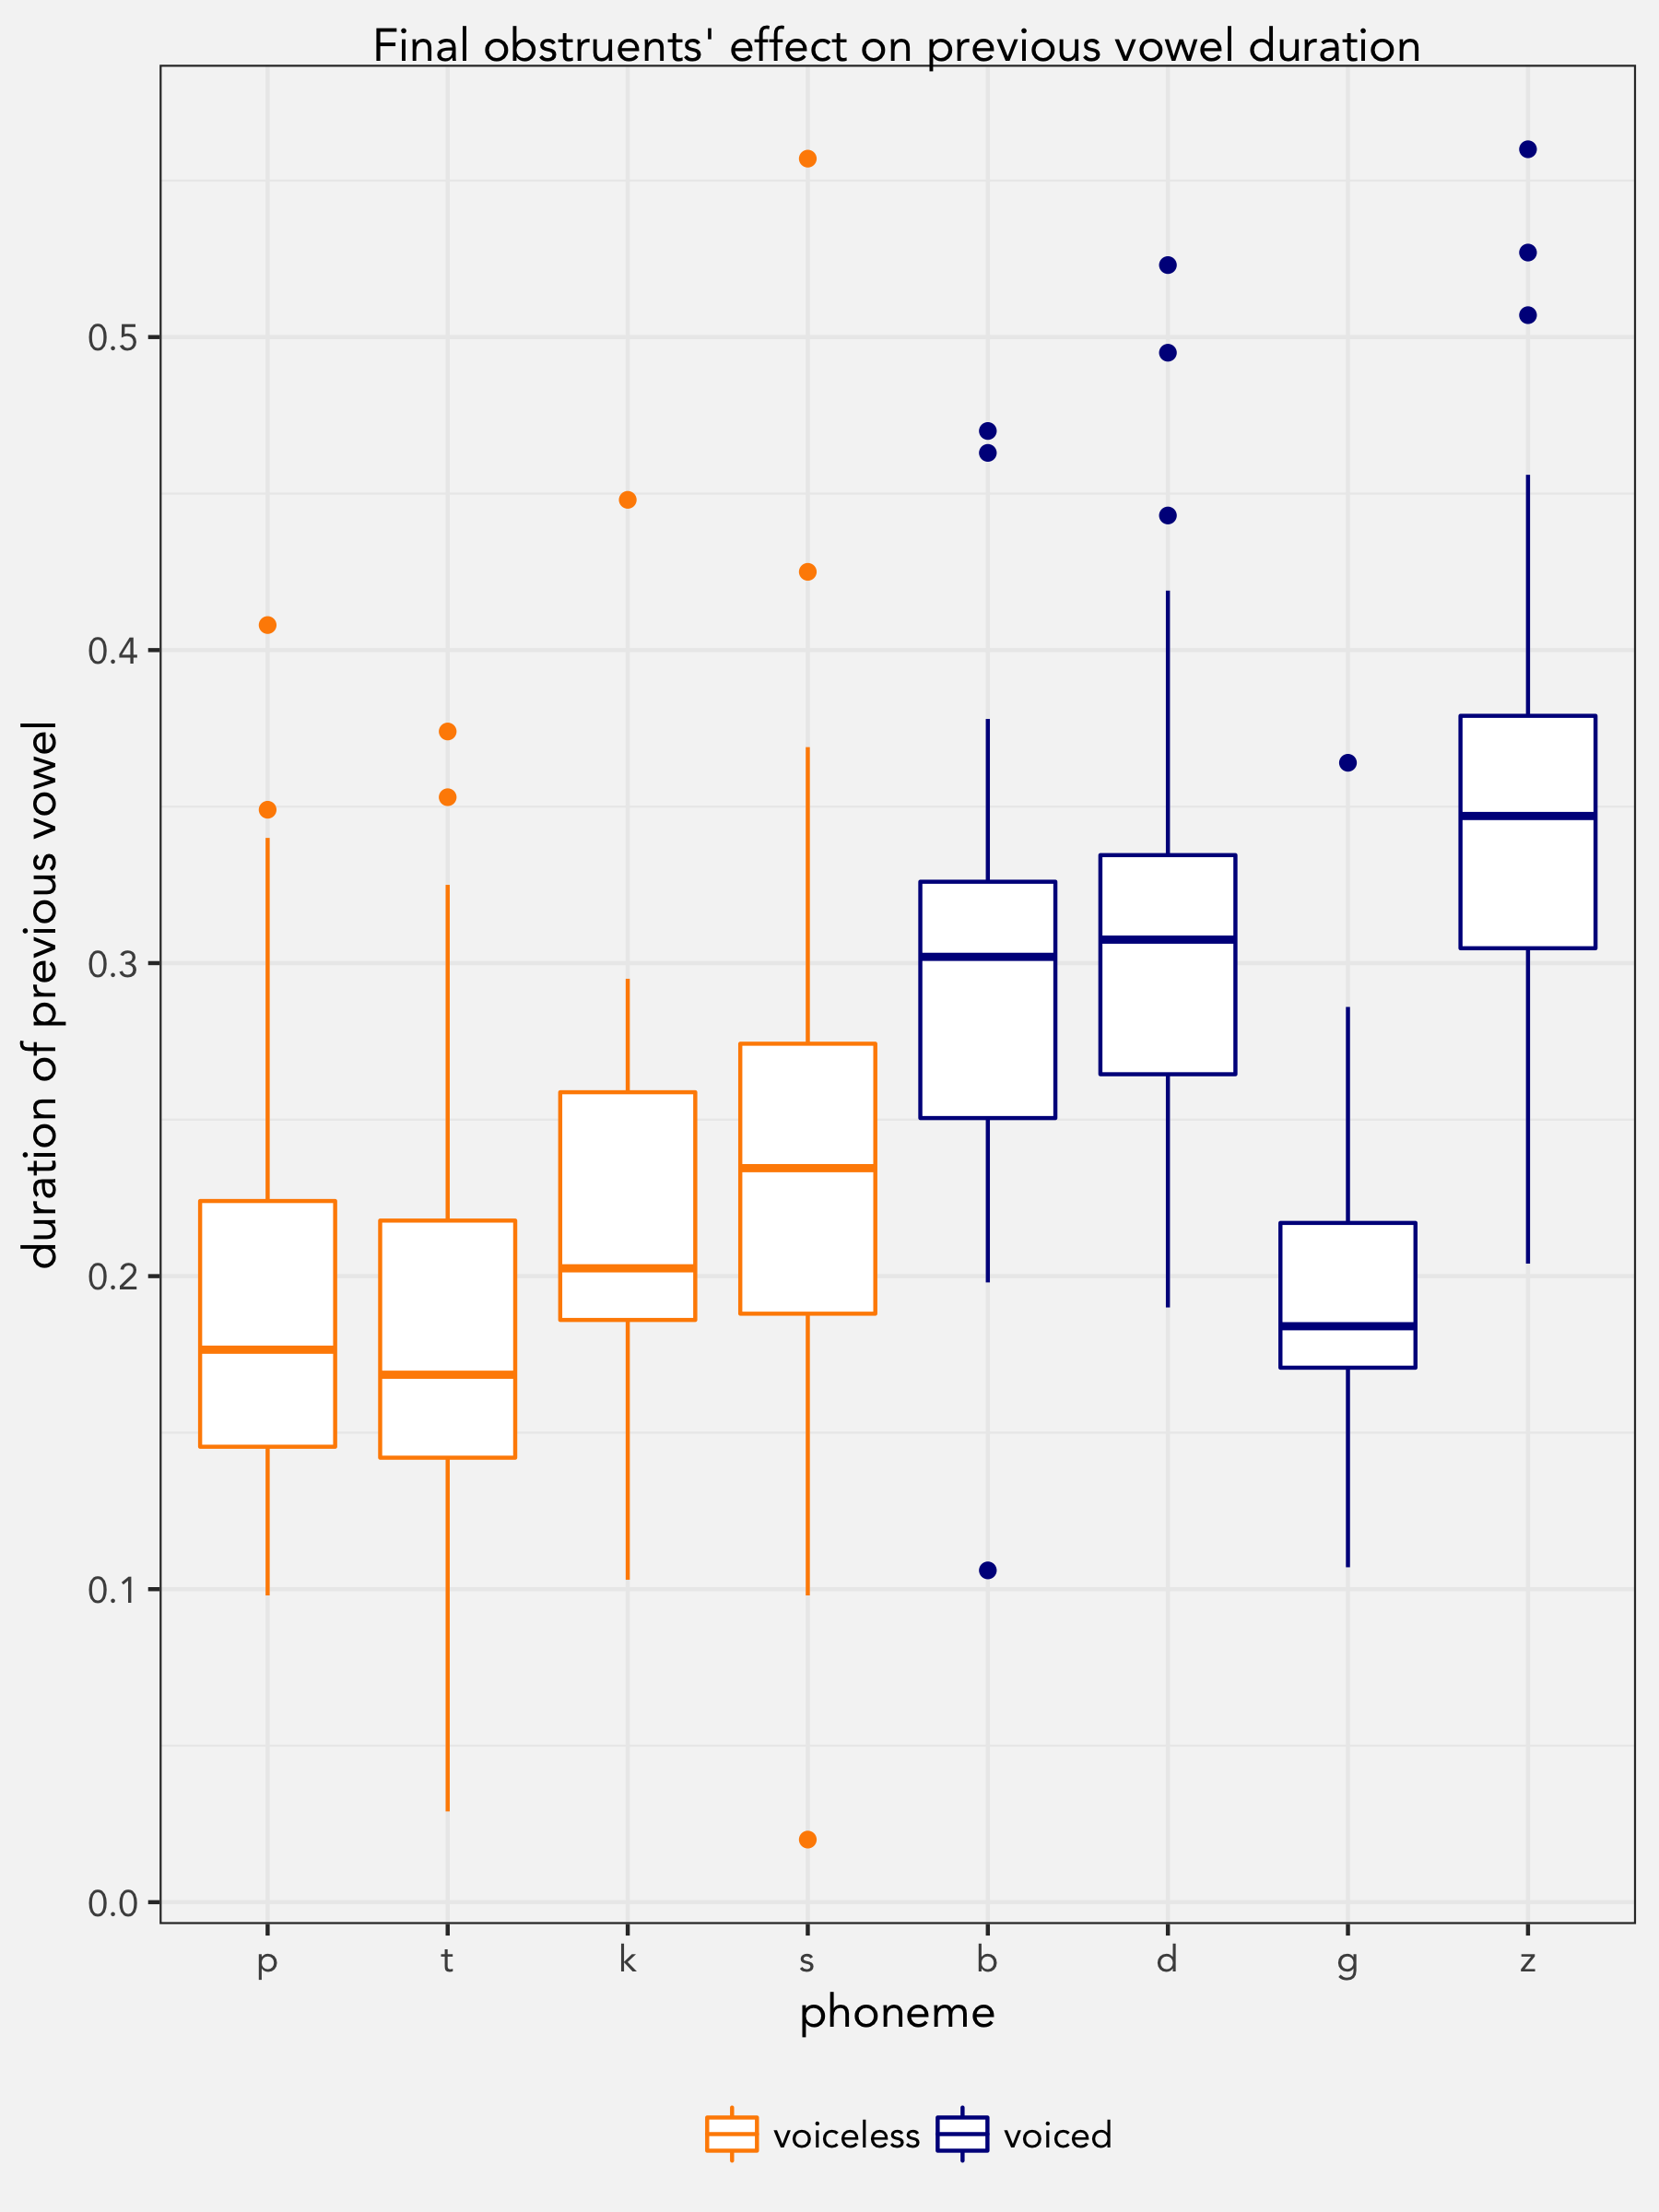 Final obstruents' effect on previous vowel duration
duration of previous vowel
0.5
0.4
0.3
0.2
0.1
0.0
p t k s b d g z
phoneme
voiceless voiced